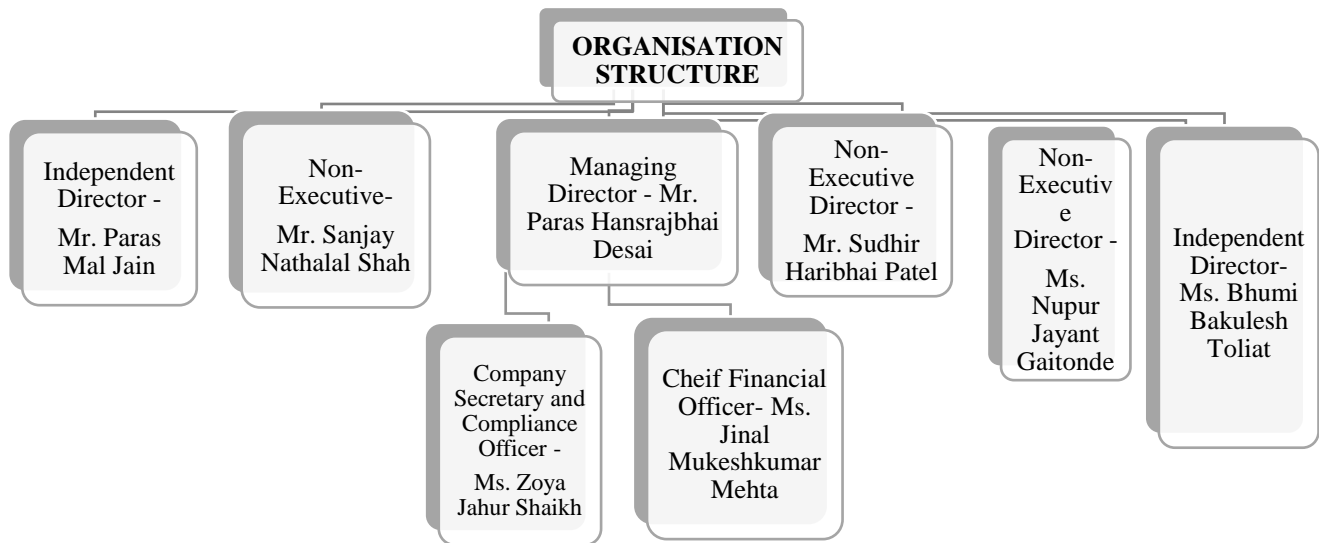 ORGANISATION
STRUCTURE
Independent
Director -
Mr. Paras
Mal Jain
Non-
Executive-
Mr. Sanjay
Nathalal Shah
Managing
Director - Mr.
Paras Hansrajbhai
Desai
Non-
Executive
Director -
Mr. Sudhir
Haribhai Patel
Non-
Executiv
e
Director -
Ms.
Nupur
Jayant
Gaitonde
Independent
Director-
Ms. Bhumi
Bakulesh
Toliat
Company
Secretary and
Compliance
Officer -
Ms. Zoya
Jahur Shaikh
Cheif Financial
Officer- Ms.
Jinal
Mukeshkumar
Mehta